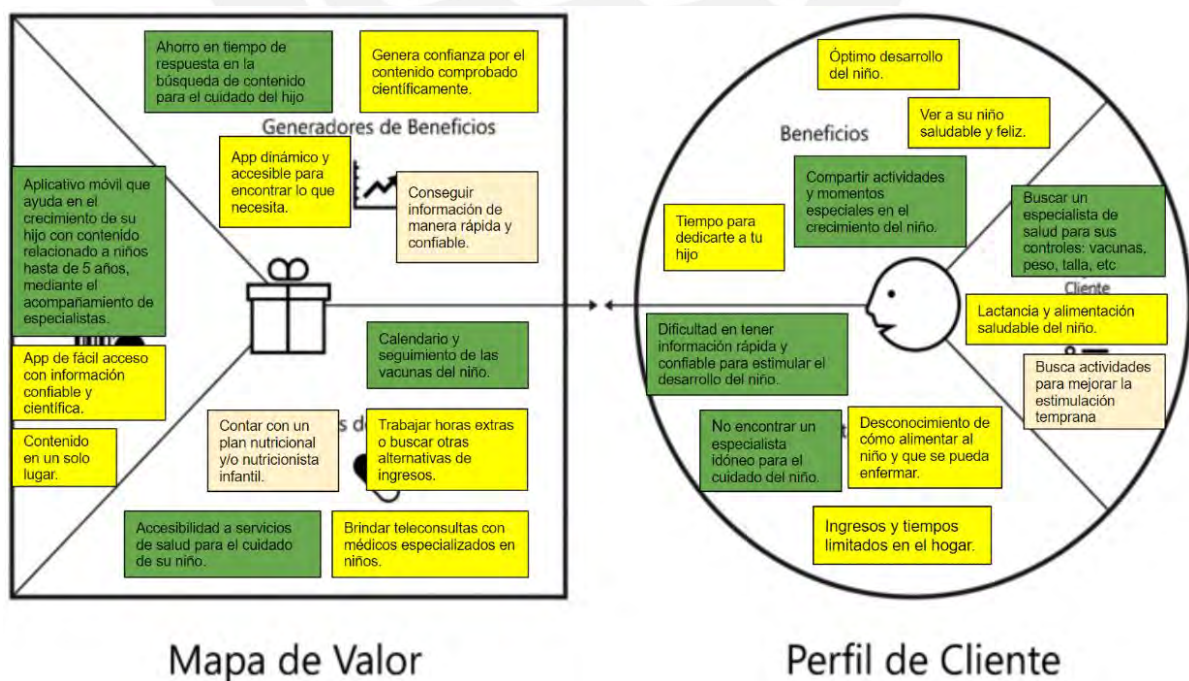 Ahorro en tiempo de
respuesta en la
búsqueda de contenido
para el cuidado del hijo
Genera confianza por el
contenido comprobado
científicamente.
Generadores de Beneficios
App dinámico y
accesible para
encontrar lo que
necesita.
Conseguir
información de
manera rápida y
confiable.
Aplicativo móvil que
ayuda en el
crecimiento de su
hijo con contenido
relacionado a niños
hasta de 5 años,
mediante el
acompañamiento de
especialistas.
App de fácil acceso
con información
confiable y
científica.
Contenido
en un solo
lugar.
Calendario y
seguimiento de las
vacunas del niño.
Contar con un
plan nutricional
y/o nutricionista
infantil.
s de
Trabajar horas extras
o buscar otras
alternativas de
ingresos.
Accesibilidad a servicios
de salud para el cuidado
de su niño.
Brindar teleconsultas con
médicos especializados en
niños.
Mapa de Valor
Óptimo desarrollo
del niño.
Ver a su niño
saludable y feliz.
Beneficios
Compartir actividades
y momentos
especiales en el
crecimiento del niño.
Tiempo para
dedicarte a tu
hijo
Buscar un
especialista de
salud para sus
controles: vacunas,
peso, talla, etc
Cliente
Lactancia y alimentación
saludable del niño.
Busca actividades
para mejorar la
estimulación
temprana
Dificultad en tener
información rápida y
confiable para estimular el
desarrollo del niño.
No encontrar un
especialista
idóneo para el
cuidado del niño.
Desconocimiento de
cómo alimentar al
niño y que se pueda
enfermar.
Ingresos y tiempos
limitados en el hogar.
Perfil de Cliente